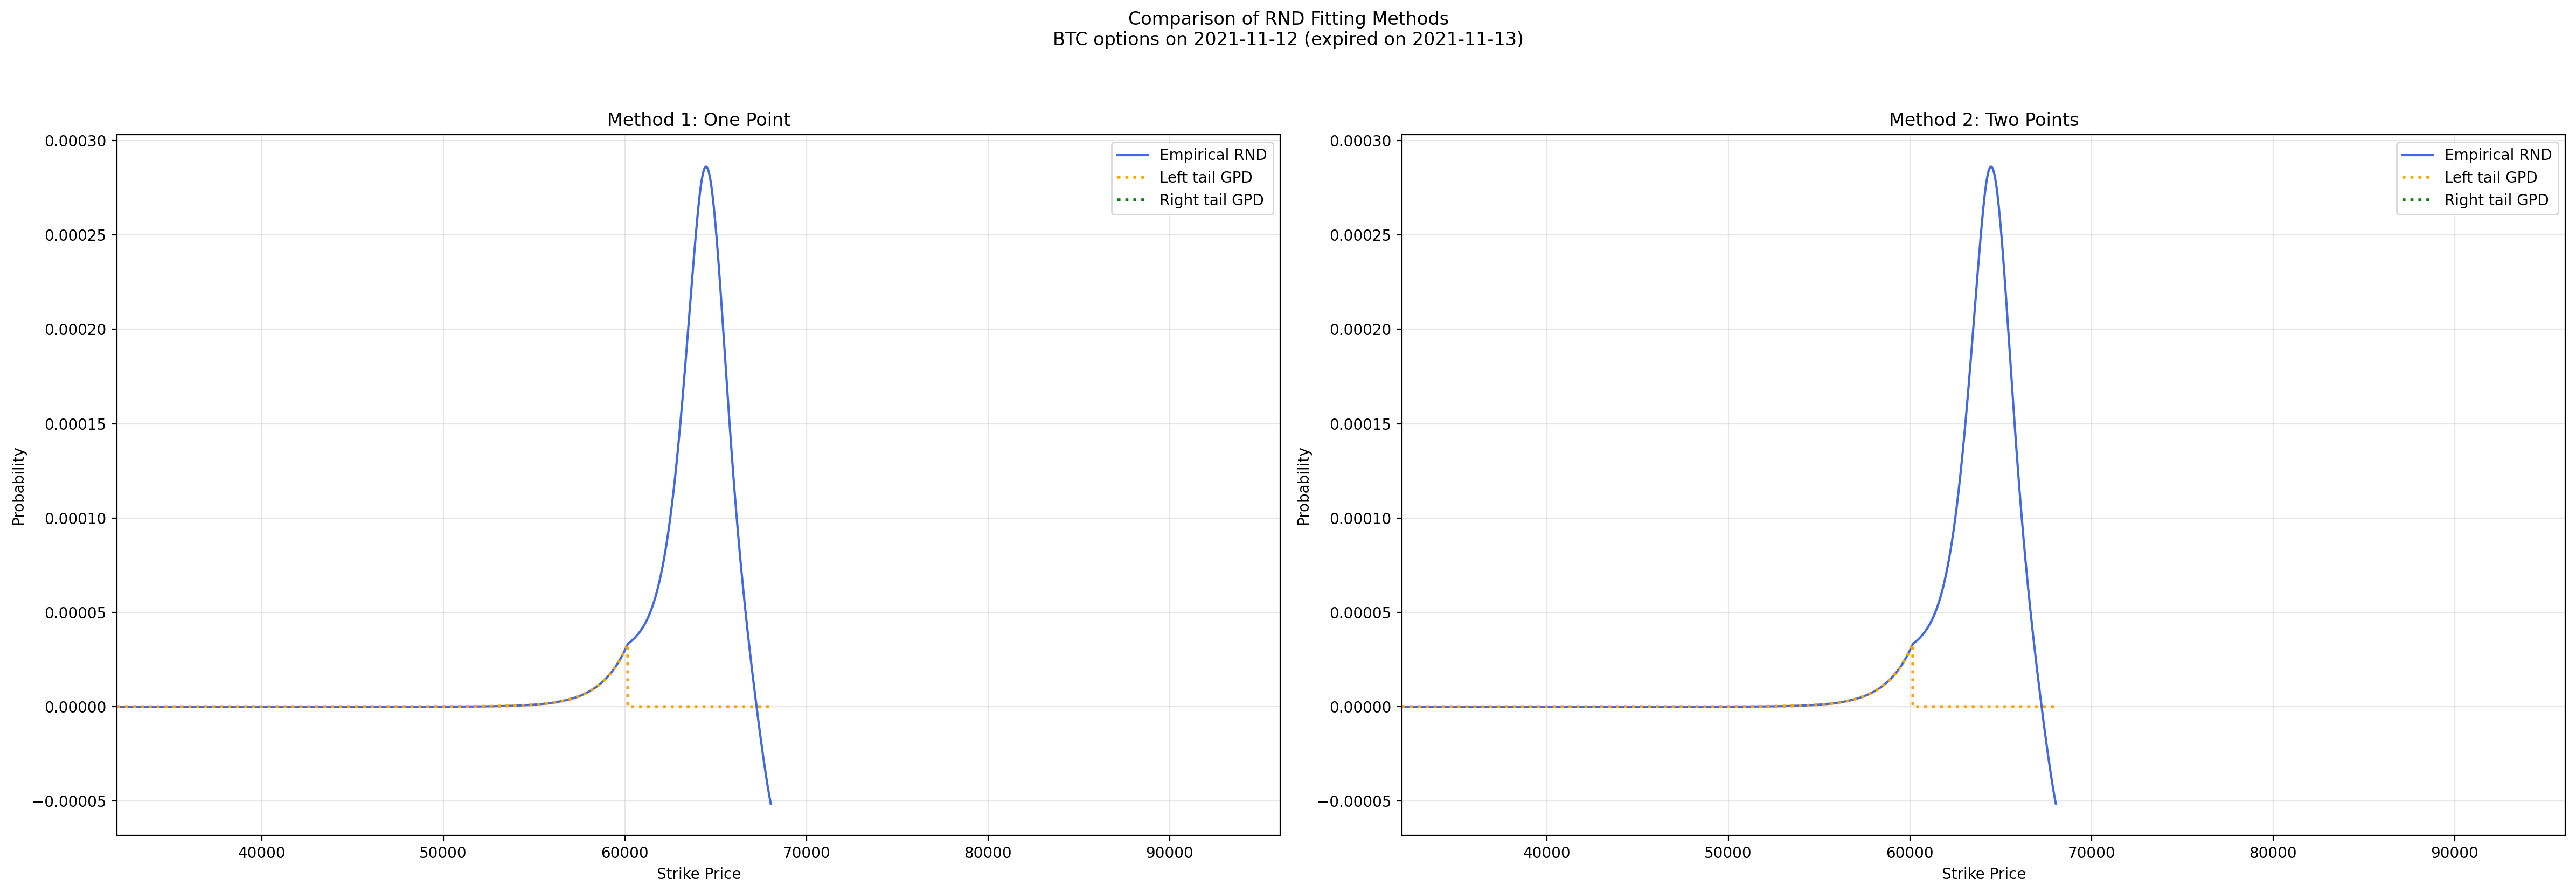 Comparison of RND Fitting Methods
BTC options on 2021-11-12 (expired on 2021-11-13)
Method 1: One Point
0.00030
0.00025
0.00020
0.00015
0.00010
0.00005
0.00000
−0.00005
Probability
Empirical RND
Left tail GPD
Right tail GPD
40000 50000 60000 70000 80000 90000
Strike Price
Method 2: Two Points
0.00030
0.00025
0.00020
0.00015
0.00010
0.00005
0.00000
−0.00005
Probability
Empirical RND
Left tail GPD
Right tail GPD
40000 50000 60000 70000 80000 90000
Strike Price